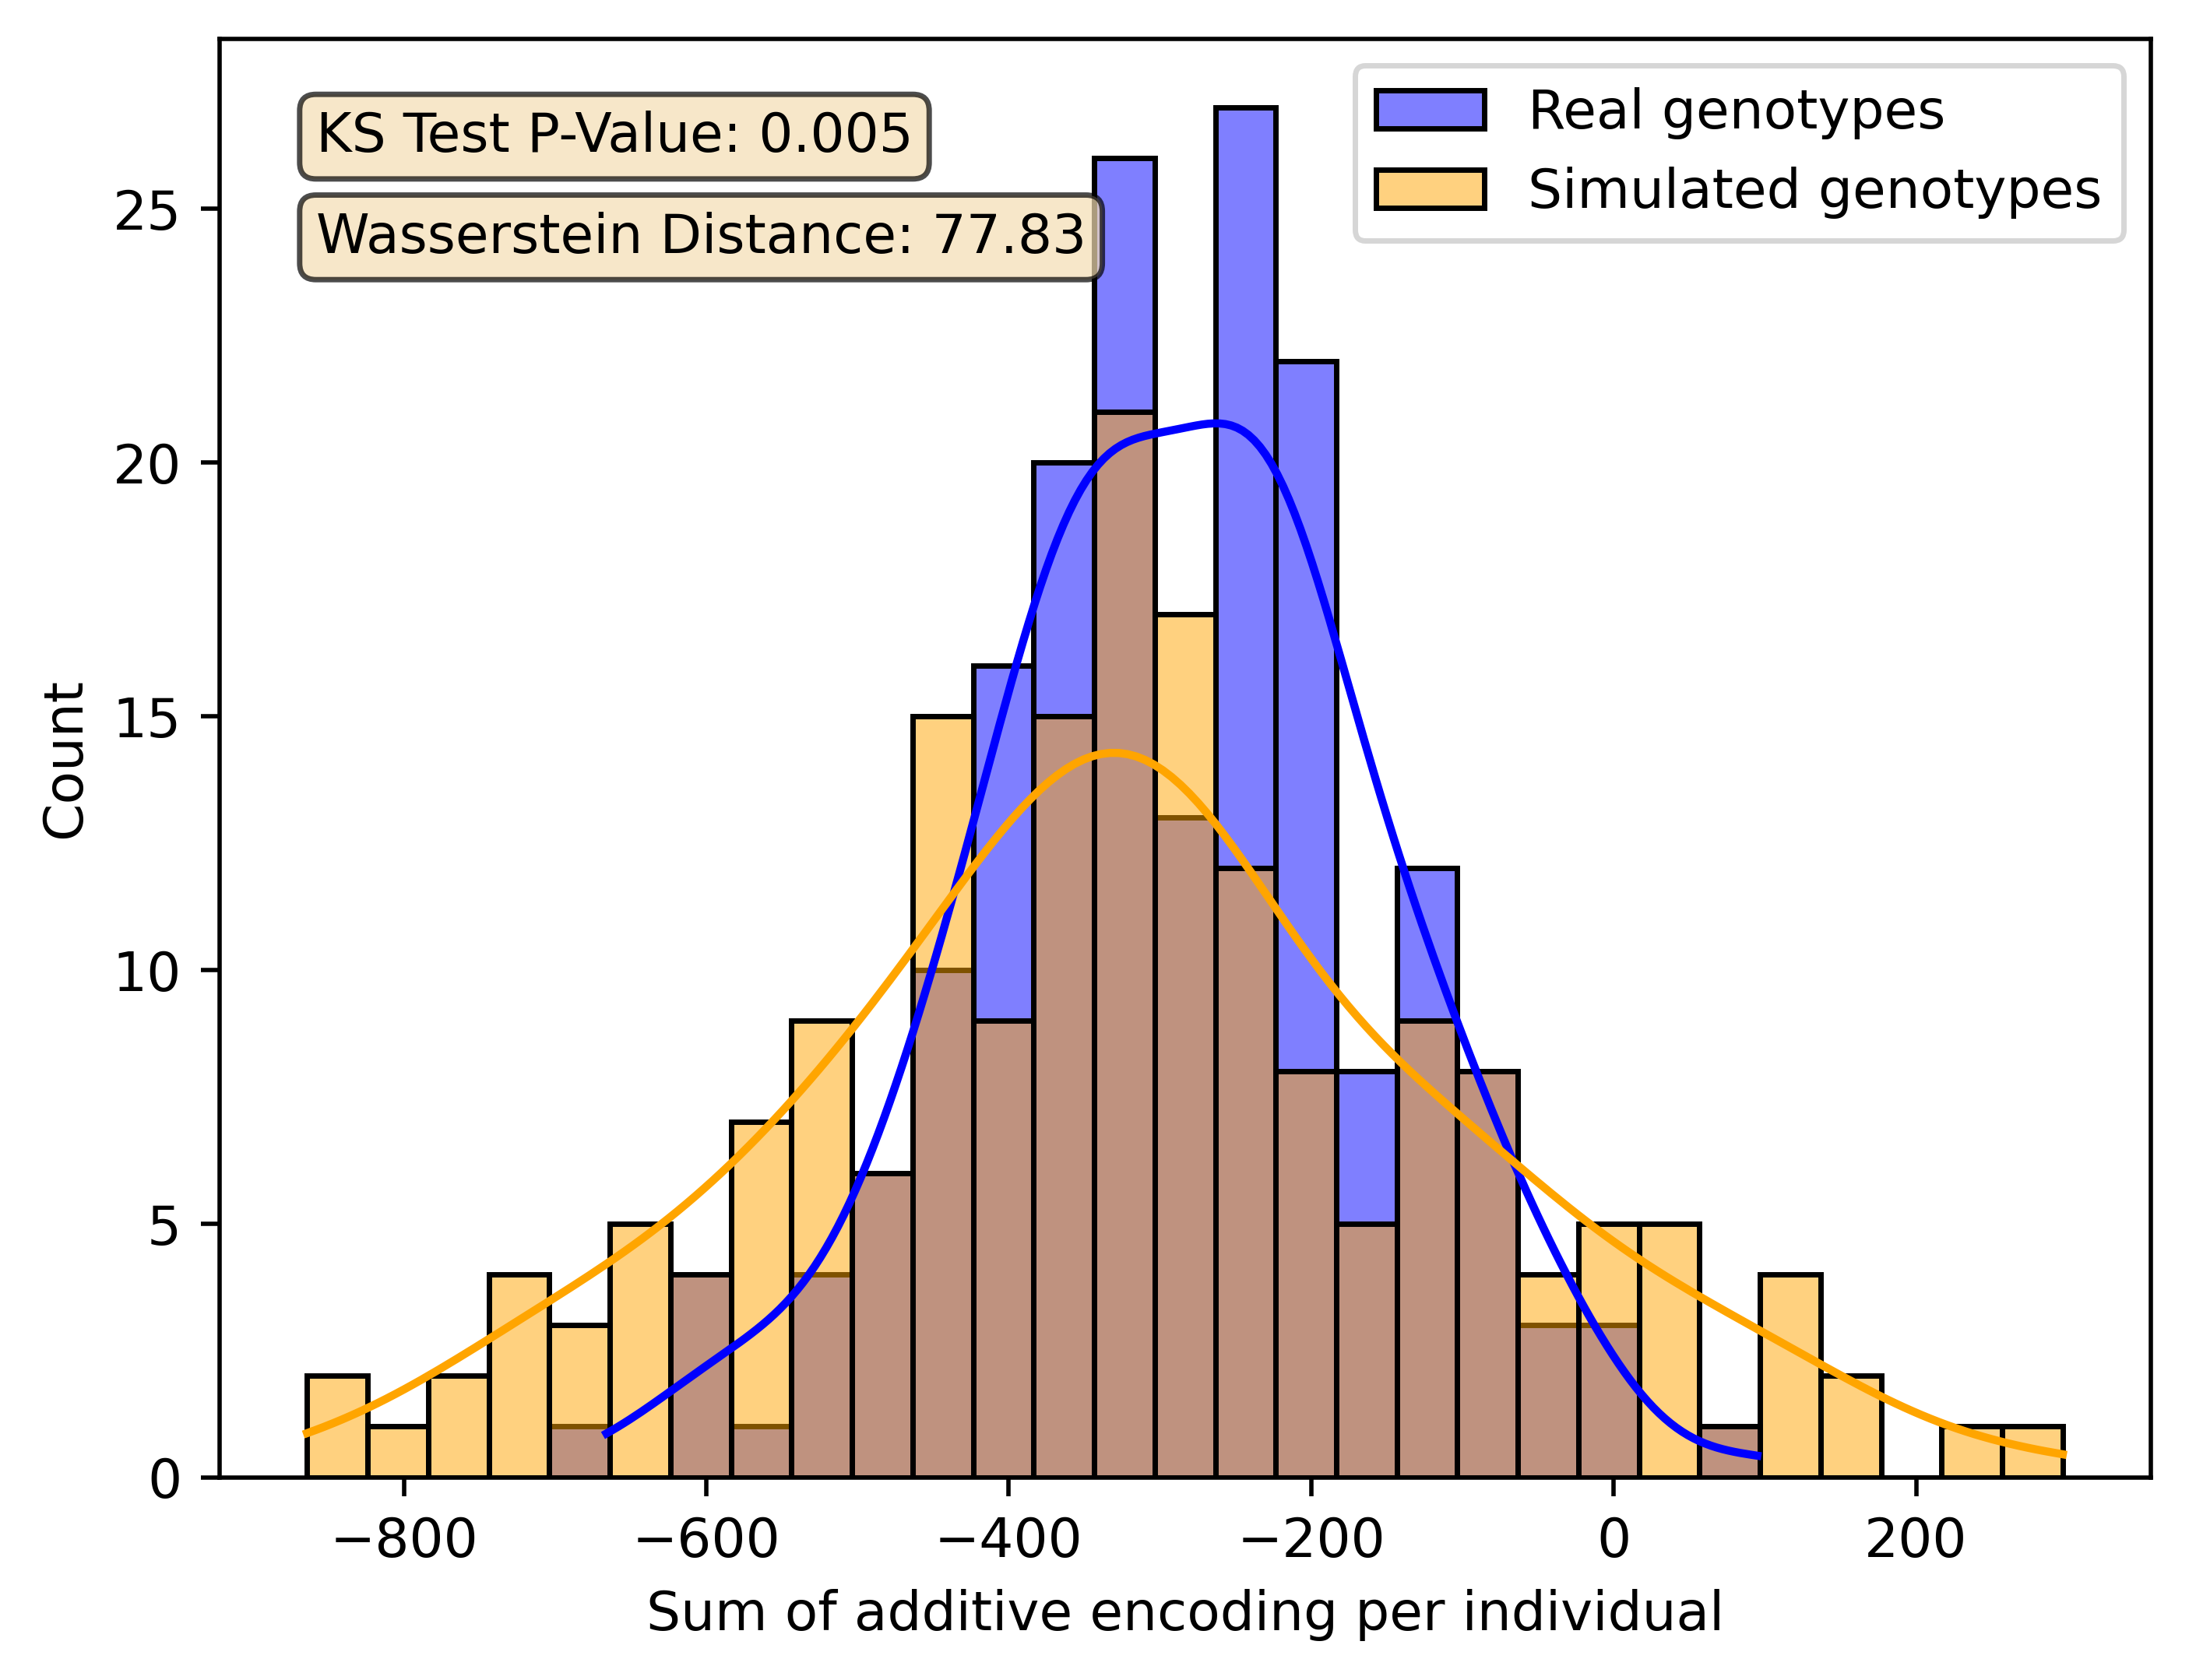 KS Test P-Value: 0.005
Wasserstein Distance: 77.83
Real genotypes
Simulated genotypes
Count
25
20
15
10
5
0
−800
−600
−400
−200
0
200
Sum of additive encoding per individual